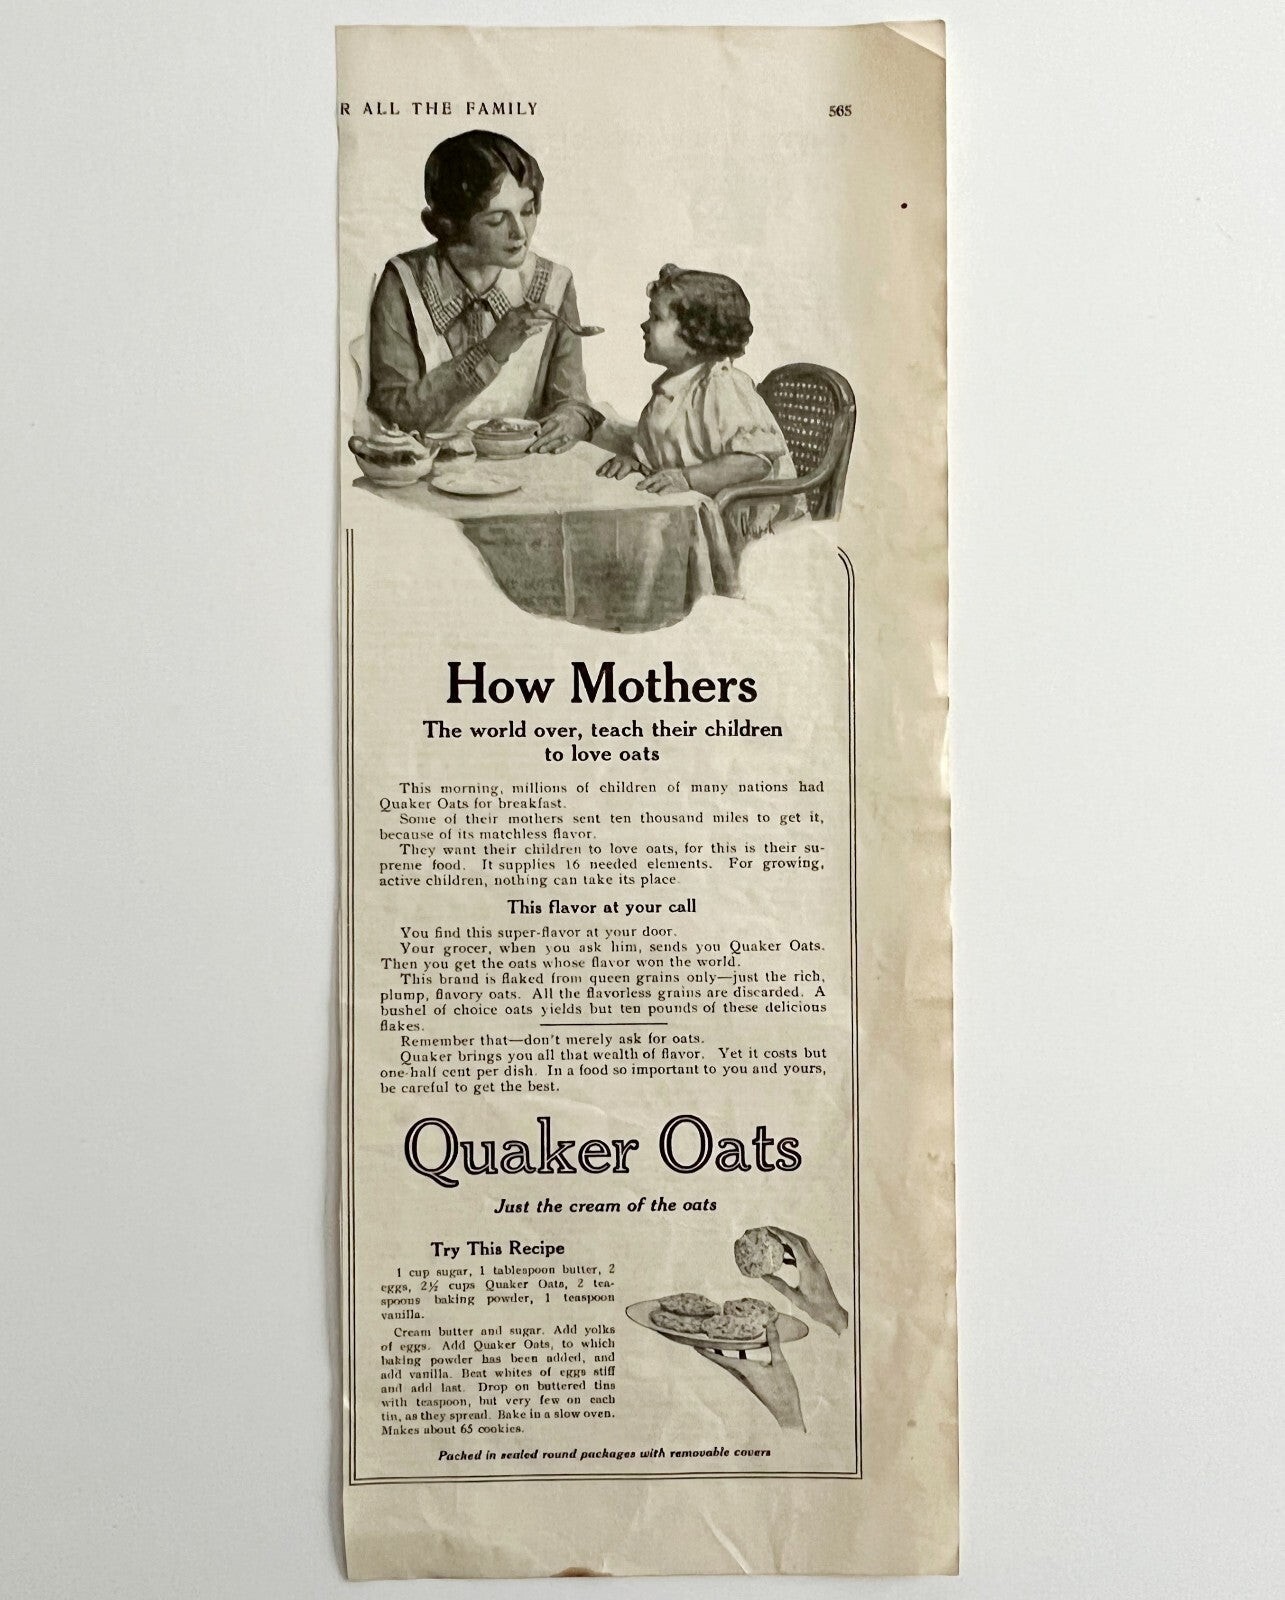 R ALL THE FAMILY
565
How Mothers
The world over, teach their children
to love oats
This morning, millions of children of many nations had
Quaker Oats for breakfast.
Some of their mothers sent ten thousand miles to get it,
because of its matchless flavor.
They want their children to love oats, for this is their su-
preme food. It supplies 16 needed elements. For growing,
active children, nothing can take its place.
This flavor at your call
You find this super-flavor at your door.
Your grocer, when you ask him, sends you Quaker Oats.
Then you get the oats whose flavor won the world.
This brand is flaked from queen grains only—just the rich,
plump, flavory oats. All the flavorless grains are discarded. A
bushel of choice oats yields but ten pounds of these delicious
flakes.
Remember that—don't merely ask for oats.
Quaker brings you all that wealth of flavor. Yet it costs but
one-half cent per dish. In a food so important to you and yours,
be careful to get the best.
Quaker Oats
Just the cream of the oats
Try This Recipe
1 cup sugar, 1 tablespoon butter, 2
eggs, 2½ cups Quaker Oats, 2 tea-
spoons baking powder, 1 teaspoon
vanilla.
Cream butter and sugar. Add yolks
of eggs. Add Quaker Oats, to which
baking powder has been added, and
add vanilla. Beat whites of eggs stiff
and add last. Drop on buttered tins
with teaspoon, but very few on each
tin, as they spread. Bake in a slow oven.
Makes about 65 cookies.
Packed in sealed round packages with removable covers